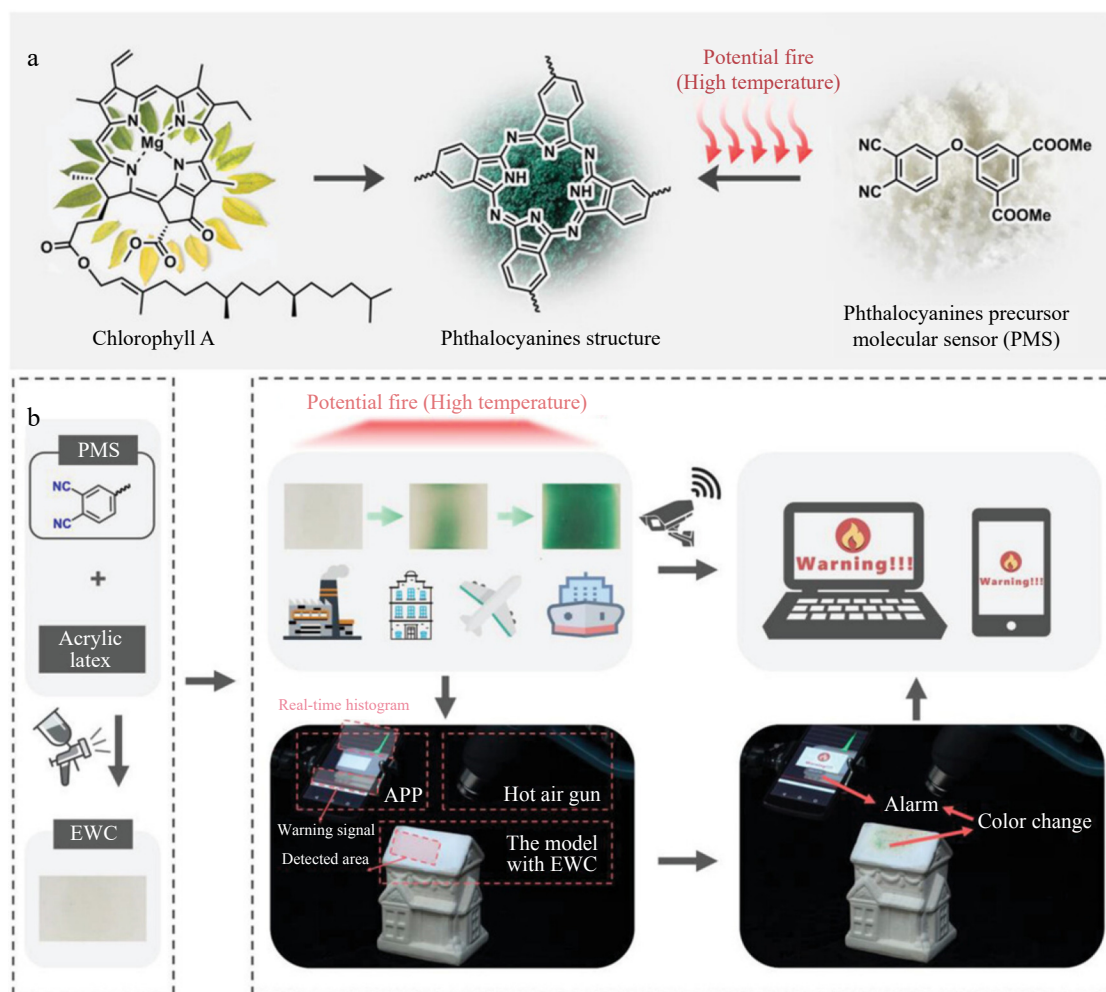 a
Potential fire
(High temperature)
Mg
N
N
N
N
O
O
O
O
O
Chlorophyll A
N
N
N
NH
N
HN
N
N
N
Phthalocyanines structure
NC
NC
O
COOMe
COOMe
Phthalocyanines precursor
molecular sensor (PMS)
b
PMS
NC
NC
+
Acrylic
latex
EWC
Potential fire (High temperature)
Warning!!!
Warning!!!
Real-time histogram
APP
Warning signal
Detected area
Hot air gun
The model
with EWC
Alarm
Color change